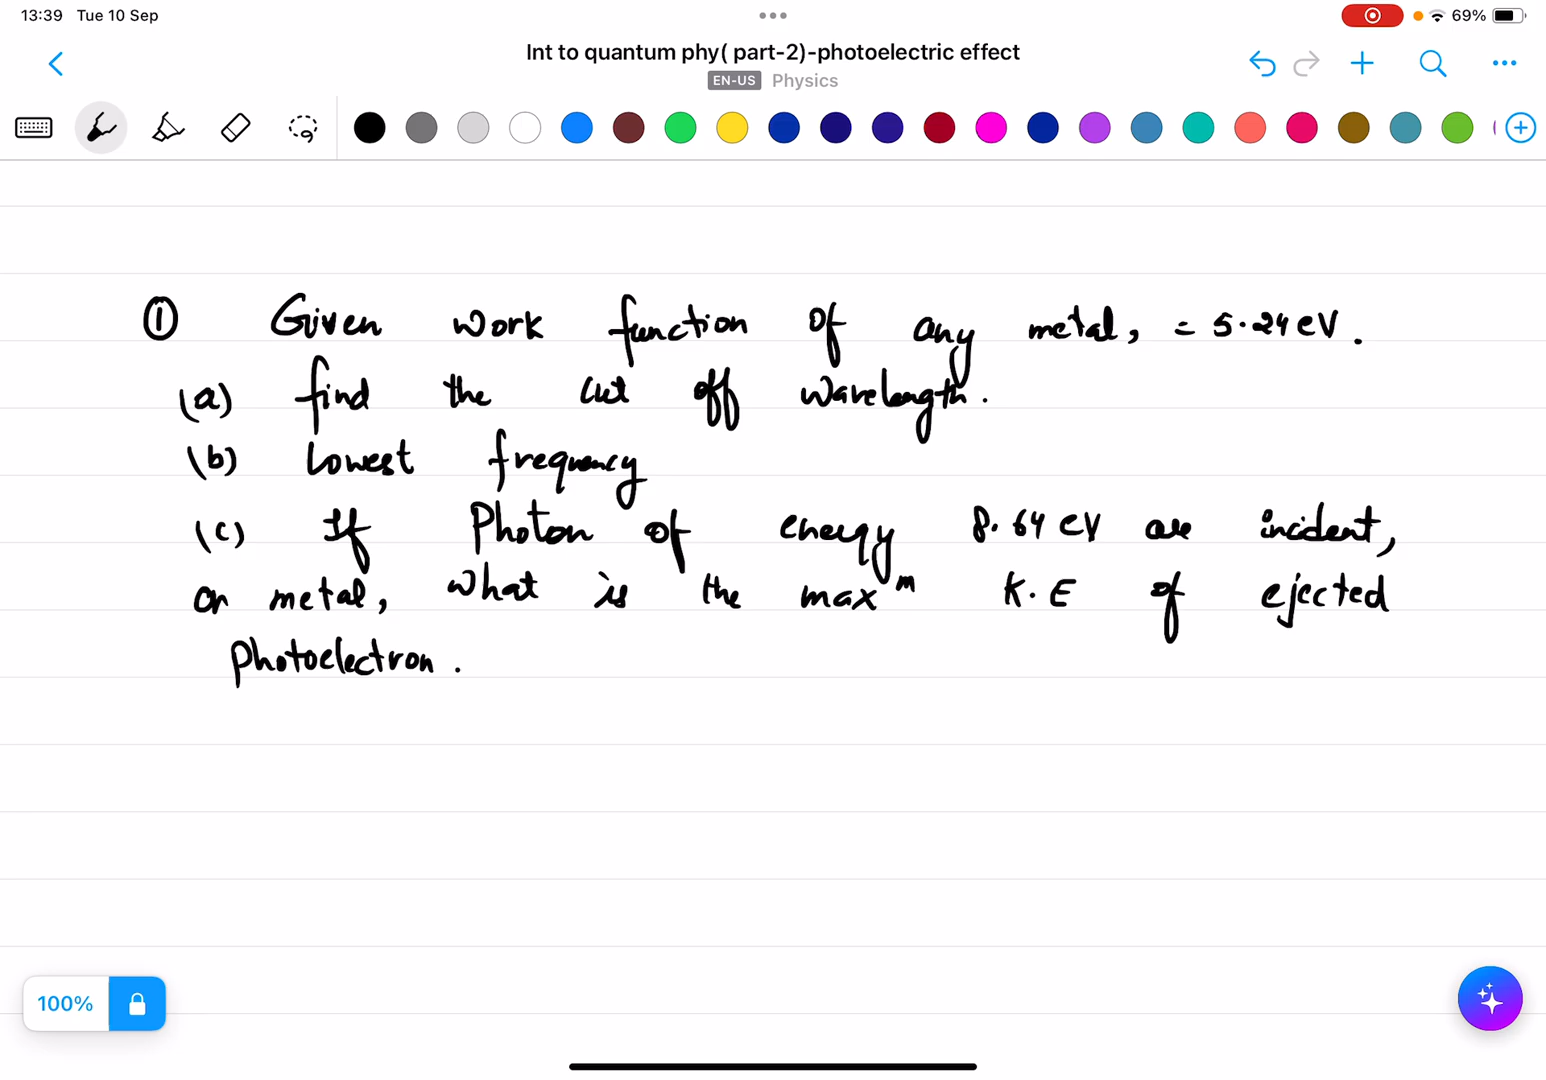 13:39 Tue 10 Sep
69%
Int to quantum phy( part-2)-photoelectric effect
EN-US Physics
① Given work function of any metal, = 5.24 eV.
(a) find the cut off wavelength.
(b) Lowest frequency
(c) If Photon of energy 8.64 eV are incident,
on metal, what is the maxᵐ K.E of ejected
Photoelectron.
100%